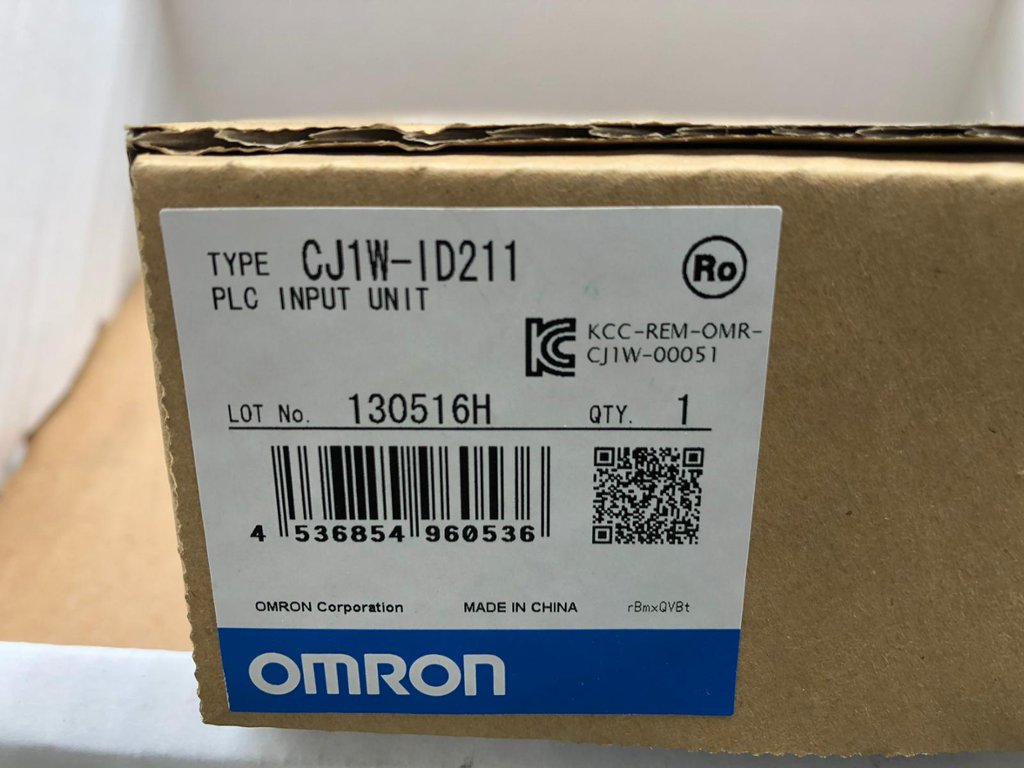 TYPE CJ1W-ID211
Ro
PLC INPUT UNIT
KCC-REM-OMR-
CJ1W-00051
LOT No. 130516H QTY. 1
4 536854 960536
OMRON Corporation MADE IN CHINA rBmxQVBt
OMRON